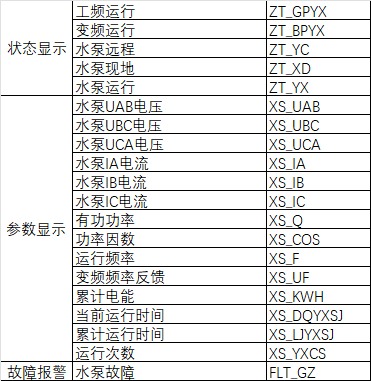 状态显示
工频运行 ZT_GPYX
变频运行 ZT_BPYX
水泵远程 ZT_YC
水泵现地 ZT_XD
水泵运行 ZT_YX
参数显示
水泵UAB电压 XS_UAB
水泵UBC电压 XS_UBC
水泵UCA电压 XS_UCA
水泵IA电流 XS_IA
水泵IB电流 XS_IB
水泵IC电流 XS_IC
有功功率 XS_Q
功率因数 XS_COS
运行频率 XS_F
变频频率反馈 XS_UF
累计电能 XS_KWH
当前运行时间 XS_DQYXSJ
累计运行时间 XS_LJYXSJ
运行次数 XS_YXCS
故障报警 水泵故障 FLT_GZ